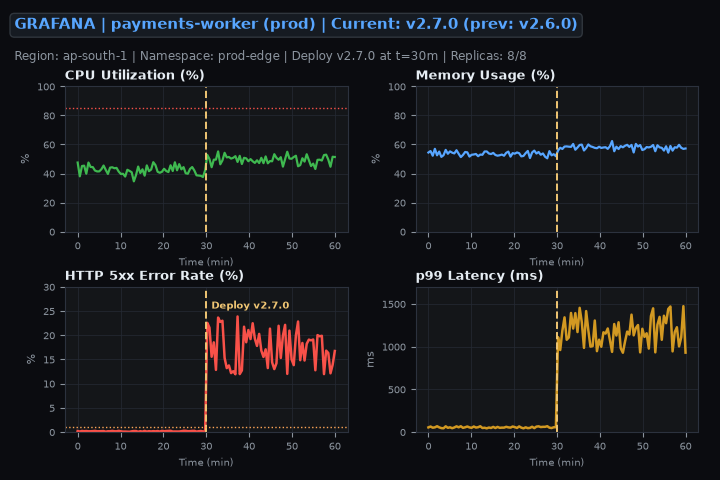 GRAFANA | payments-worker (prod) | Current: v2.7.0 (prev: v2.6.0)
Region: ap-south-1 | Namespace: prod-edge | Deploy v2.7.0 at t=30m | Replicas: 8/8
CPU Utilization (%)
100
80
60
40
20
0
%
0 10 20 30 40 50 60
Time (min)
Memory Usage (%)
100
80
60
40
20
0
%
0 10 20 30 40 50 60
Time (min)
HTTP 5xx Error Rate (%)
Deploy v2.7.0
30
25
20
15
10
5
0
%
0 10 20 30 40 50 60
Time (min)
p99 Latency (ms)
1500
1000
500
0
ms
0 10 20 30 40 50 60
Time (min)